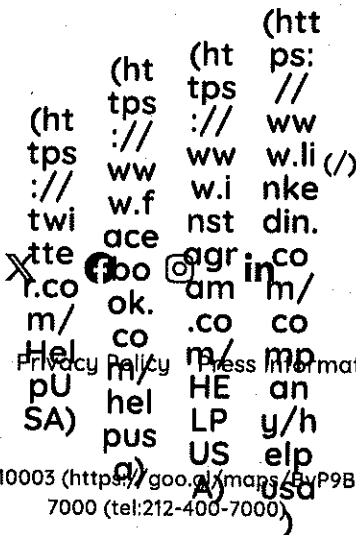 (ht
tps
://
twi
tte
r.co
m/
Hel
pU
SA)
(ht
tps
://
ww
w.f
ace
bo
ok.
co
m/
hel
pus
a)
(ht
tps
://
ww
w.i
nst
agr
am
.co
m/
HE
LP
US
A)
(htt
ps:
//
ww
w.li
nke
din.
co
m/
co
mp
an
y/h
elp
usa
)
(/)
Privacy Policy Press Informat
10003 (https://goo.gl/maps/ByP9B
7000 (tel:212-400-7000)